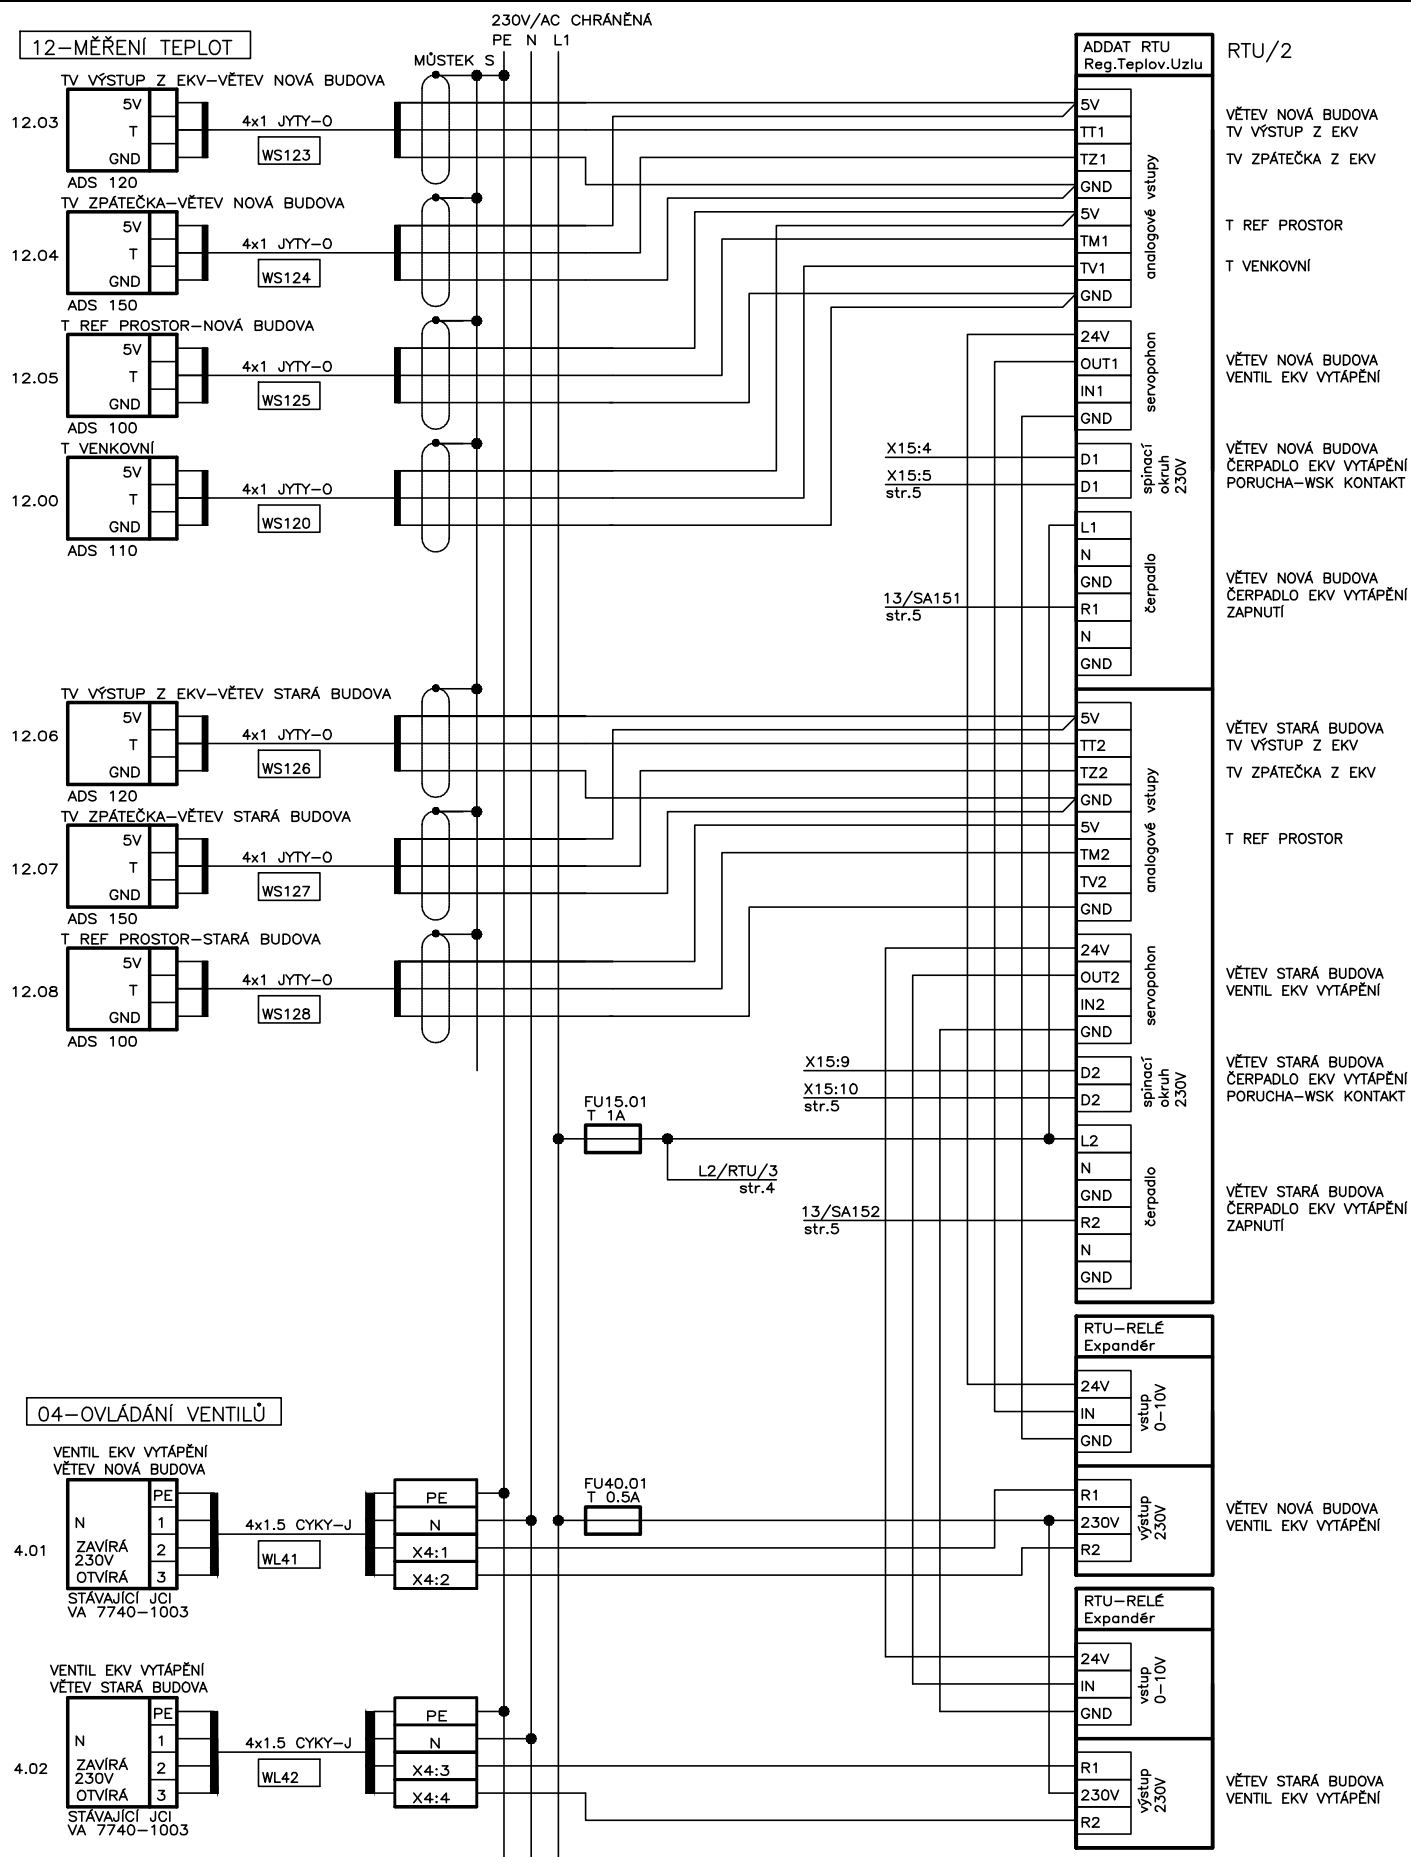 230V/AC CHRÁNĚNÁ
PE N L1
12-MĚŘENÍ TEPLOT
MŮSTEK S
ADDAT RTU
Reg.Teplov.Uzlu
RTU/2
TV VÝSTUP Z EKV-VĚTEV NOVÁ BUDOVA
12.03
5V
T
GND
ADS 120
4x1 JYTY-O
WS123
TV ZPÁTEČKA-VĚTEV NOVÁ BUDOVA
12.04
5V
T
GND
ADS 150
4x1 JYTY-O
WS124
T REF PROSTOR-NOVÁ BUDOVA
12.05
5V
T
GND
ADS 100
4x1 JYTY-O
WS125
T VENKOVNÍ
12.00
5V
T
GND
ADS 110
4x1 JYTY-O
WS120
5V
TT1
TZ1
GND
5V
TM1
TV1
GND
analogové vstupy
VĚTEV NOVÁ BUDOVA
TV VÝSTUP Z EKV
TV ZPÁTEČKA Z EKV
T REF PROSTOR
T VENKOVNÍ
24V
OUT1
IN1
GND
servopohon
VĚTEV NOVÁ BUDOVA
VENTIL EKV VYTÁPĚNÍ
X15:4
X15:5
str.5
D1
D1
spinací
okruh
230V
VĚTEV NOVÁ BUDOVA
ČERPADLO EKV VYTÁPĚNÍ
PORUCHA-WSK KONTAKT
L1
N
GND
R1
N
GND
čerpadlo
13/SA151
str.5
VĚTEV NOVÁ BUDOVA
ČERPADLO EKV VYTÁPĚNÍ
ZAPNUTÍ
TV VÝSTUP Z EKV-VĚTEV STARÁ BUDOVA
12.06
5V
T
GND
ADS 120
4x1 JYTY-O
WS126
TV ZPÁTEČKA-VĚTEV STARÁ BUDOVA
12.07
5V
T
GND
ADS 150
4x1 JYTY-O
WS127
T REF PROSTOR-STARÁ BUDOVA
12.08
5V
T
GND
ADS 100
4x1 JYTY-O
WS128
5V
TT2
TZ2
GND
5V
TM2
TV2
GND
analogové vstupy
VĚTEV STARÁ BUDOVA
TV VÝSTUP Z EKV
TV ZPÁTEČKA Z EKV
T REF PROSTOR
24V
OUT2
IN2
GND
servopohon
VĚTEV STARÁ BUDOVA
VENTIL EKV VYTÁPĚNÍ
X15:9
X15:10
str.5
D2
D2
spinací
okruh
230V
VĚTEV STARÁ BUDOVA
ČERPADLO EKV VYTÁPĚNÍ
PORUCHA-WSK KONTAKT
FU15.01
T 1A
L2/RTU/3
str.4
13/SA152
str.5
L2
N
GND
R2
N
GND
čerpadlo
VĚTEV STARÁ BUDOVA
ČERPADLO EKV VYTÁPĚNÍ
ZAPNUTÍ
RTU-RELÉ
Expandér
24V
IN
GND
vstup
0-10V
R1
230V
R2
výstup
230V
VĚTEV NOVÁ BUDOVA
VENTIL EKV VYTÁPĚNÍ
04-OVLÁDÁNÍ VENTILŮ
VENTIL EKV VYTÁPĚNÍ
VĚTEV NOVÁ BUDOVA
4.01
PE
N 1
ZAVÍRÁ 2
230V
OTVÍRÁ 3
STÁVAJÍCÍ JCI
VA 7740-1003
4x1.5 CYKY-J
WL41
PE
N
X4:1
X4:2
FU40.01
T 0.5A
RTU-RELÉ
Expandér
24V
IN
GND
vstup
0-10V
R1
230V
R2
výstup
230V
VĚTEV STARÁ BUDOVA
VENTIL EKV VYTÁPĚNÍ
VENTIL EKV VYTÁPĚNÍ
VĚTEV STARÁ BUDOVA
4.02
PE
N 1
ZAVÍRÁ 2
230V
OTVÍRÁ 3
STÁVAJÍCÍ JCI
VA 7740-1003
4x1.5 CYKY-J
WL42
PE
N
X4:3
X4:4